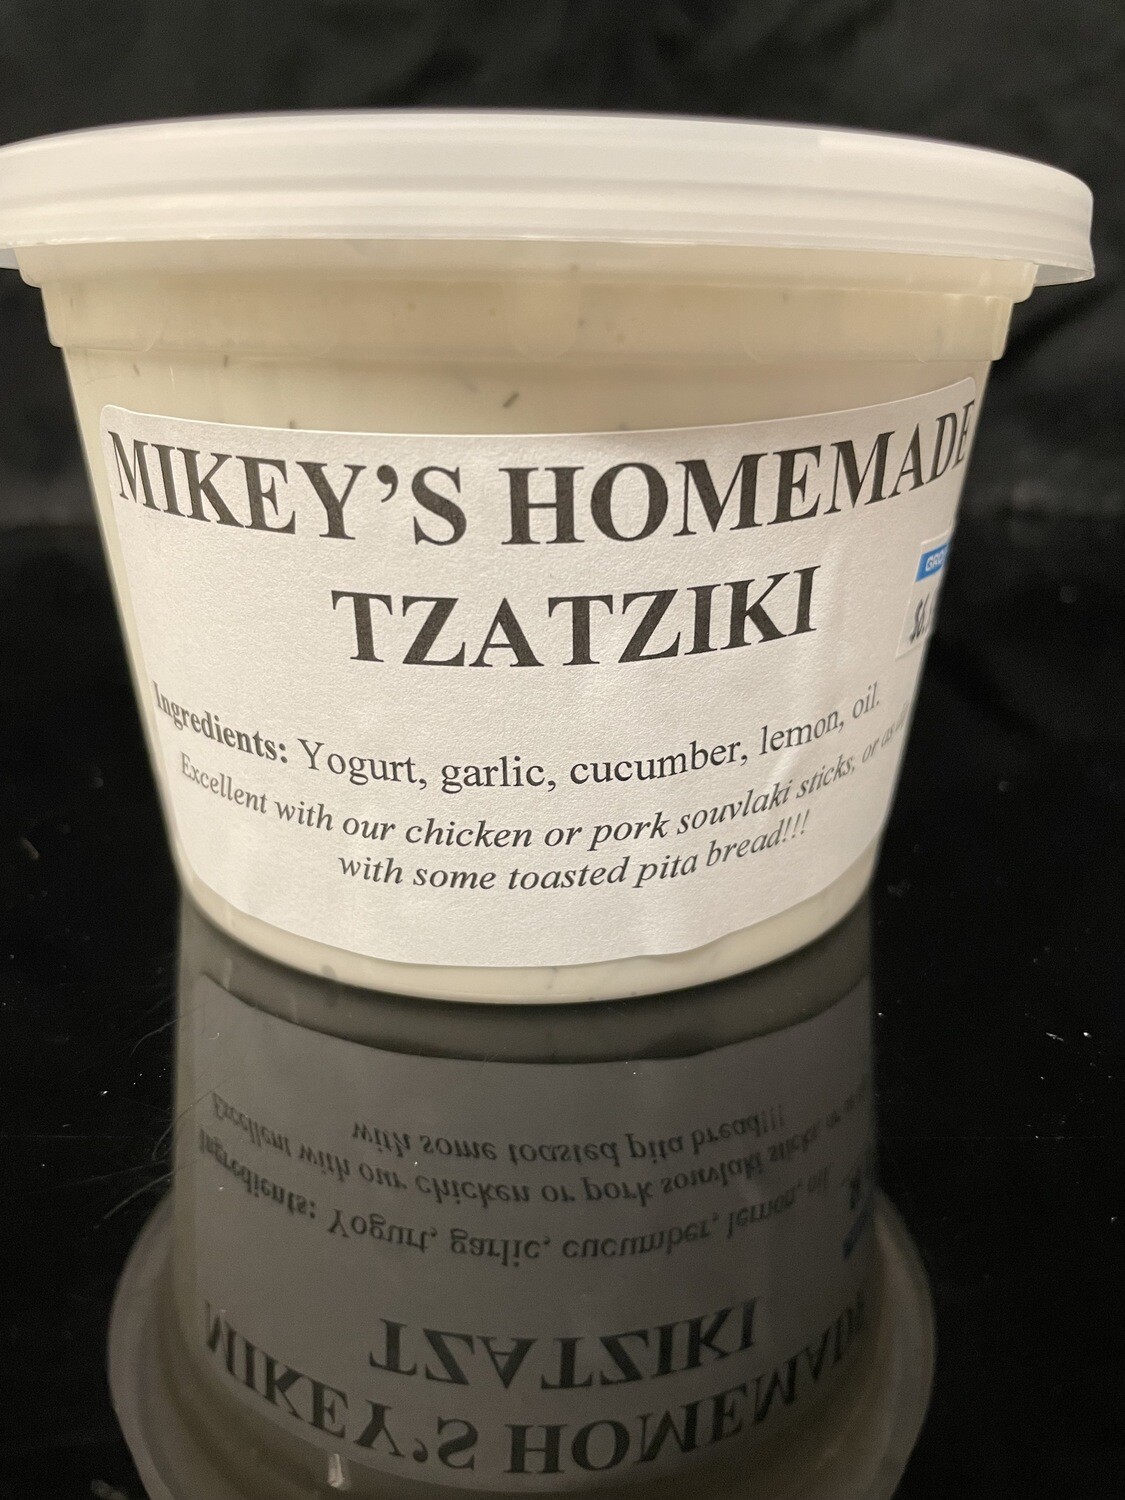 MIKEY'S HOMEMADE
TZATZIKI
Ingredients: Yogurt, garlic, cucumber, lemon, oil.
Excellent with our chicken or pork souvlaki sticks, or as
with some toasted pita bread!!!